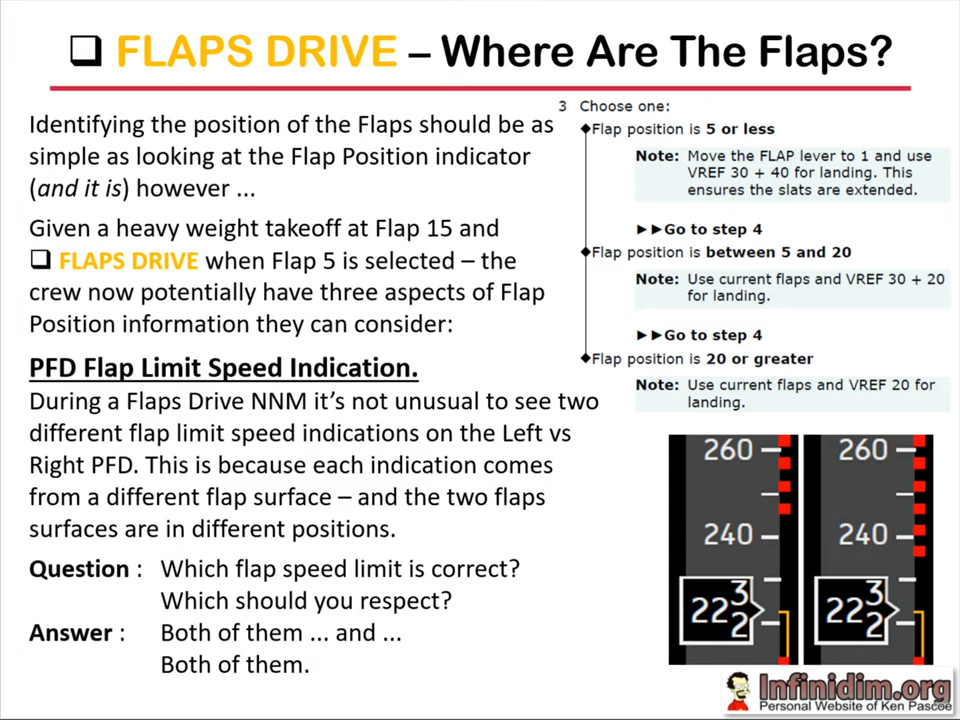 ❑ FLAPS DRIVE – Where Are The Flaps?
Identifying the position of the Flaps should be as
simple as looking at the Flap Position indicator
(and it is) however ...
Given a heavy weight takeoff at Flap 15 and
❑ FLAPS DRIVE when Flap 5 is selected – the
crew now potentially have three aspects of Flap
Position information they can consider:
PFD Flap Limit Speed Indication.
During a Flaps Drive NNM it’s not unusual to see two
different flap limit speed indications on the Left vs
Right PFD. This is because each indication comes
from a different flap surface – and the two flaps
surfaces are in different positions.
Question : Which flap speed limit is correct?
Which should you respect?
Answer : Both of them ... and ...
Both of them.
3 Choose one:
◆Flap position is 5 or less
Note: Move the FLAP lever to 1 and use
VREF 30 + 40 for landing. This
ensures the slats are extended.
►►Go to step 4
◆Flap position is between 5 and 20
Note: Use current flaps and VREF 30 + 20
for landing.
►►Go to step 4
◆Flap position is 20 or greater
Note: Use current flaps and VREF 20 for
landing.
260
240
22 3
2
260
240
22 3
2
Infinidim.org
Personal Website of Ken Pascoe